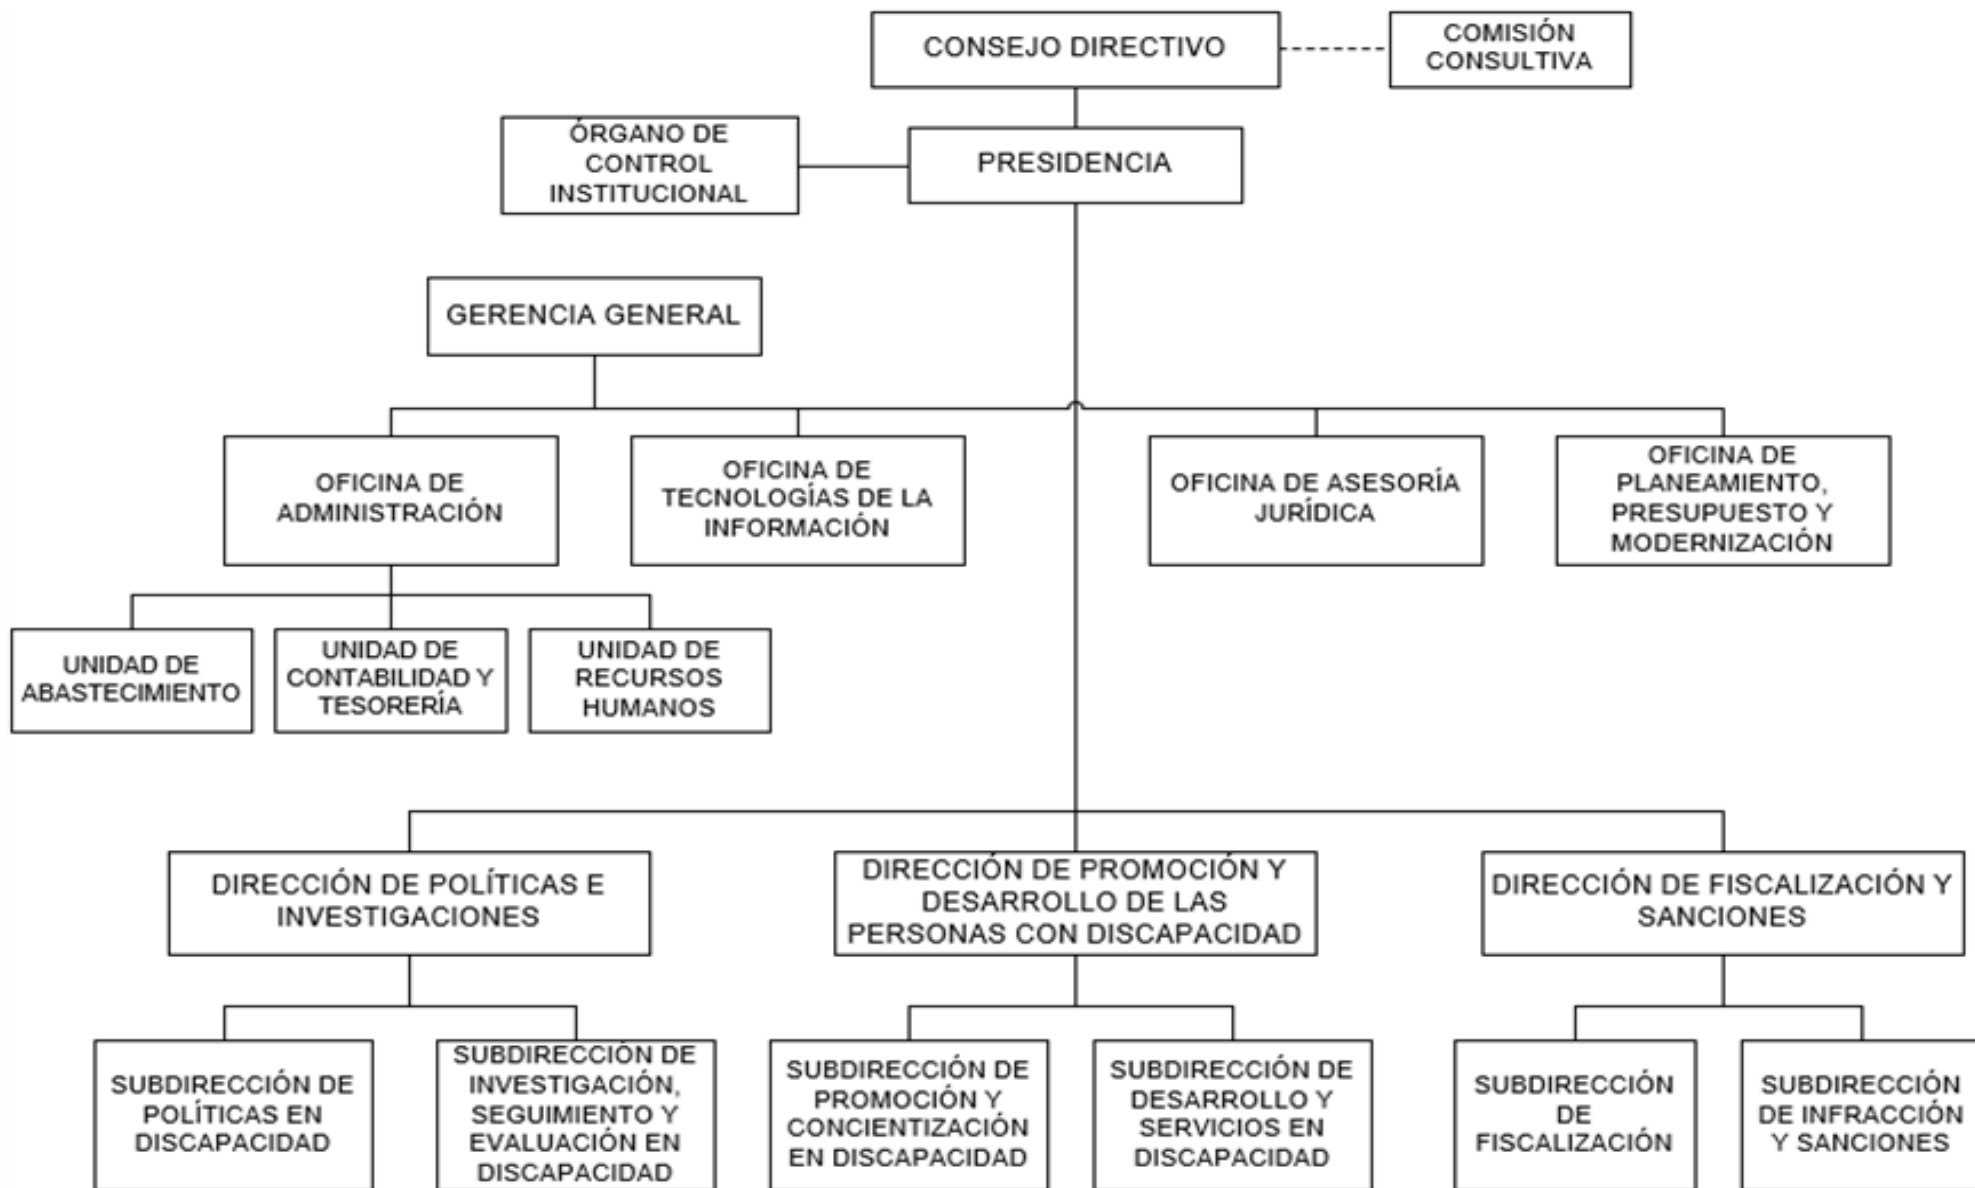 CONSEJO DIRECTIVO
COMISIÓN
CONSULTIVA
ÓRGANO DE
CONTROL
INSTITUCIONAL
PRESIDENCIA
GERENCIA GENERAL
OFICINA DE
ADMINISTRACIÓN
OFICINA DE
TECNOLOGÍAS DE LA
INFORMACIÓN
OFICINA DE ASESORÍA
JURÍDICA
OFICINA DE
PLANEAMIENTO,
PRESUPUESTO Y
MODERNIZACIÓN
UNIDAD DE
ABASTECIMIENTO
UNIDAD DE
CONTABILIDAD Y
TESORERÍA
UNIDAD DE
RECURSOS
HUMANOS
DIRECCIÓN DE POLÍTICAS E
INVESTIGACIONES
DIRECCIÓN DE PROMOCIÓN Y
DESARROLLO DE LAS
PERSONAS CON DISCAPACIDAD
DIRECCIÓN DE FISCALIZACIÓN Y
SANCIONES
SUBDIRECCIÓN DE
POLÍTICAS EN
DISCAPACIDAD
SUBDIRECCIÓN DE
INVESTIGACIÓN,
SEGUIMIENTO Y
EVALUACIÓN EN
DISCAPACIDAD
SUBDIRECCIÓN DE
PROMOCIÓN Y
CONCIENTIZACIÓN
EN DISCAPACIDAD
SUBDIRECCIÓN DE
DESARROLLO Y
SERVICIOS EN
DISCAPACIDAD
SUBDIRECCIÓN
DE
FISCALIZACIÓN
SUBDIRECCIÓN
DE INFRACCIÓN
Y SANCIONES